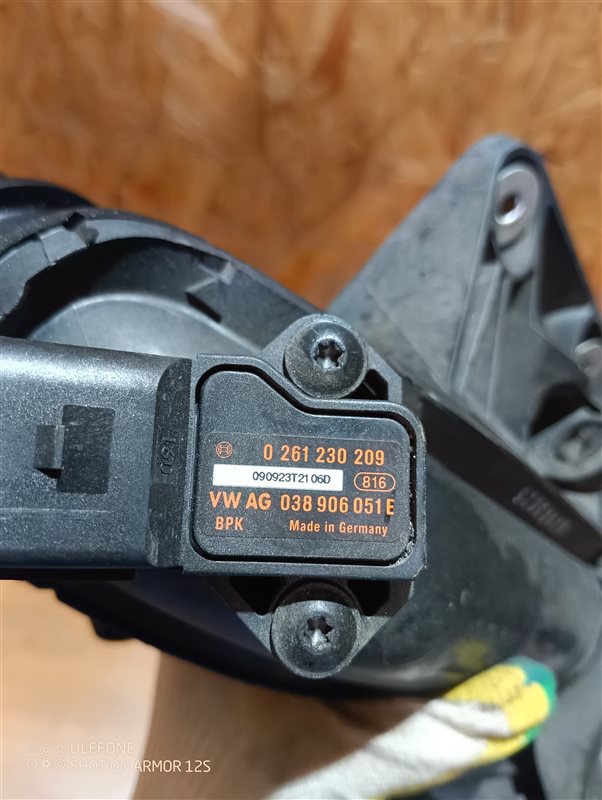 0 261 230 209
090923T2106D
816
VW AG 038 906 051 E
BPK Made in Germany
ULEFONE
SHOT ON ARMOR 12S